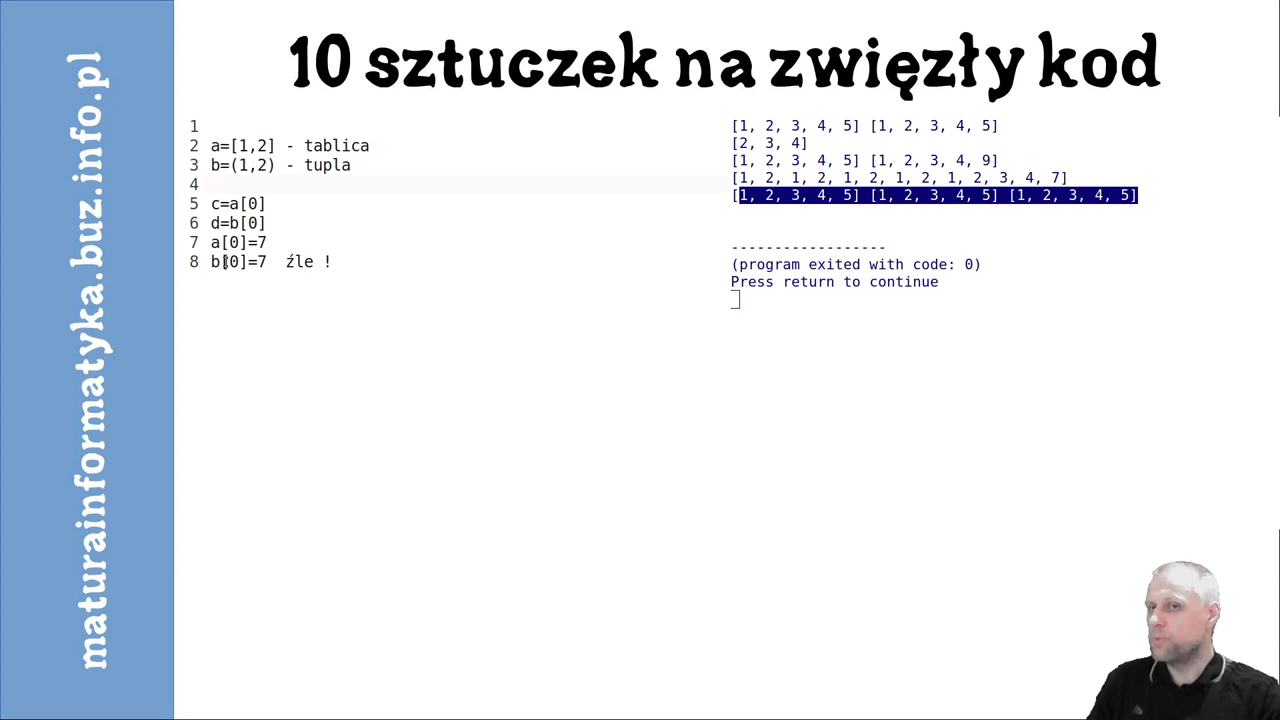 10 sztuczek na zwięzły kod
maturainformatyka.buz.info.pl
1
2 a=[1,2] - tablica
3 b=(1,2) - tupla
4
5 c=a[0]
6 d=b[0]
7 a[0]=7
8 b[0]=7  źle !
[1, 2, 3, 4, 5] [1, 2, 3, 4, 5]
[2, 3, 4]
[1, 2, 3, 4, 5] [1, 2, 3, 4, 9]
[1, 2, 1, 2, 1, 2, 1, 2, 1, 2, 3, 4, 7]
[1, 2, 3, 4, 5] [1, 2, 3, 4, 5] [1, 2, 3, 4, 5]
------------------
(program exited with code: 0)
Press return to continue